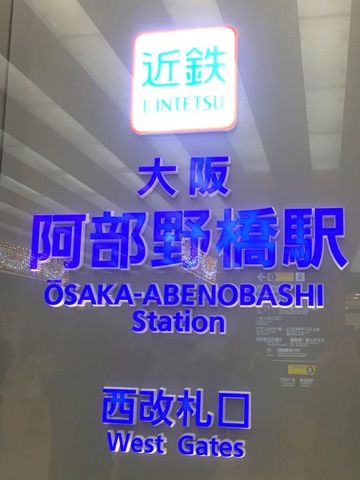 近鉄
KINTETSU
大阪
阿部野橋駅
ŌSAKA-ABENOBASHI
Station
西改札口
West Gates